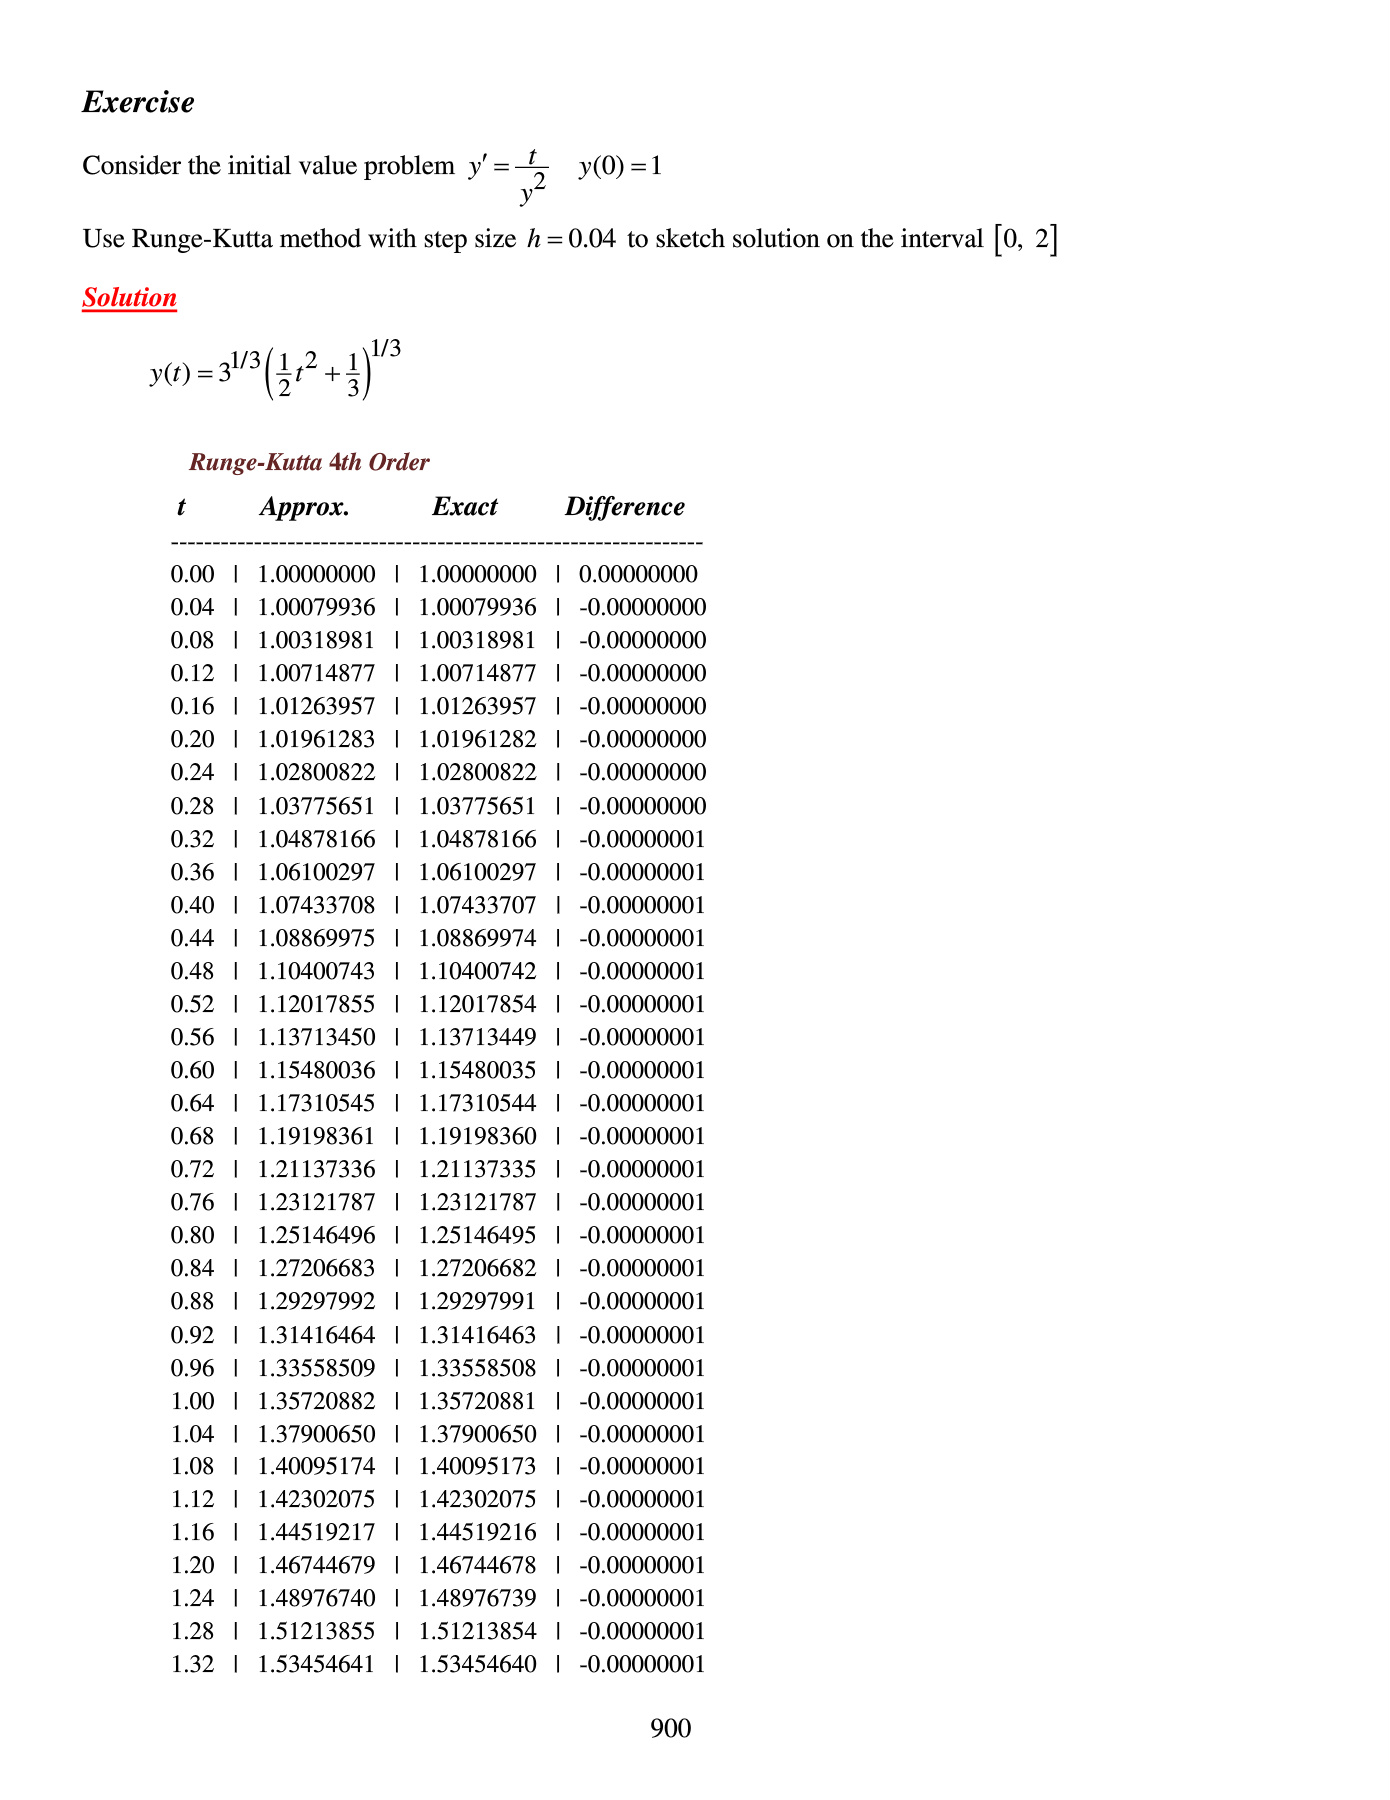 Exercise
Consider the initial value problem y′ = t/y² y(0) = 1
Use Runge-Kutta method with step size h = 0.04 to sketch solution on the interval [0, 2]
Solution
y(t) = 3^{1/3}(1/2 t² + 1/3)^{1/3}
Runge-Kutta 4th Order
t Approx. Exact Difference
----------------------------------------------------------------
0.00 | 1.00000000 | 1.00000000 | 0.00000000
0.04 | 1.00079936 | 1.00079936 | -0.00000000
0.08 | 1.00318981 | 1.00318981 | -0.00000000
0.12 | 1.00714877 | 1.00714877 | -0.00000000
0.16 | 1.01263957 | 1.01263957 | -0.00000000
0.20 | 1.01961283 | 1.01961282 | -0.00000000
0.24 | 1.02800822 | 1.02800822 | -0.00000000
0.28 | 1.03775651 | 1.03775651 | -0.00000000
0.32 | 1.04878166 | 1.04878166 | -0.00000001
0.36 | 1.06100297 | 1.06100297 | -0.00000001
0.40 | 1.07433708 | 1.07433707 | -0.00000001
0.44 | 1.08869975 | 1.08869974 | -0.00000001
0.48 | 1.10400743 | 1.10400742 | -0.00000001
0.52 | 1.12017855 | 1.12017854 | -0.00000001
0.56 | 1.13713450 | 1.13713449 | -0.00000001
0.60 | 1.15480036 | 1.15480035 | -0.00000001
0.64 | 1.17310545 | 1.17310544 | -0.00000001
0.68 | 1.19198361 | 1.19198360 | -0.00000001
0.72 | 1.21137336 | 1.21137335 | -0.00000001
0.76 | 1.23121787 | 1.23121787 | -0.00000001
0.80 | 1.25146496 | 1.25146495 | -0.00000001
0.84 | 1.27206683 | 1.27206682 | -0.00000001
0.88 | 1.29297992 | 1.29297991 | -0.00000001
0.92 | 1.31416464 | 1.31416463 | -0.00000001
0.96 | 1.33558509 | 1.33558508 | -0.00000001
1.00 | 1.35720882 | 1.35720881 | -0.00000001
1.04 | 1.37900650 | 1.37900650 | -0.00000001
1.08 | 1.40095174 | 1.40095173 | -0.00000001
1.12 | 1.42302075 | 1.42302075 | -0.00000001
1.16 | 1.44519217 | 1.44519216 | -0.00000001
1.20 | 1.46744679 | 1.46744678 | -0.00000001
1.24 | 1.48976740 | 1.48976739 | -0.00000001
1.28 | 1.51213855 | 1.51213854 | -0.00000001
1.32 | 1.53454641 | 1.53454640 | -0.00000001
900